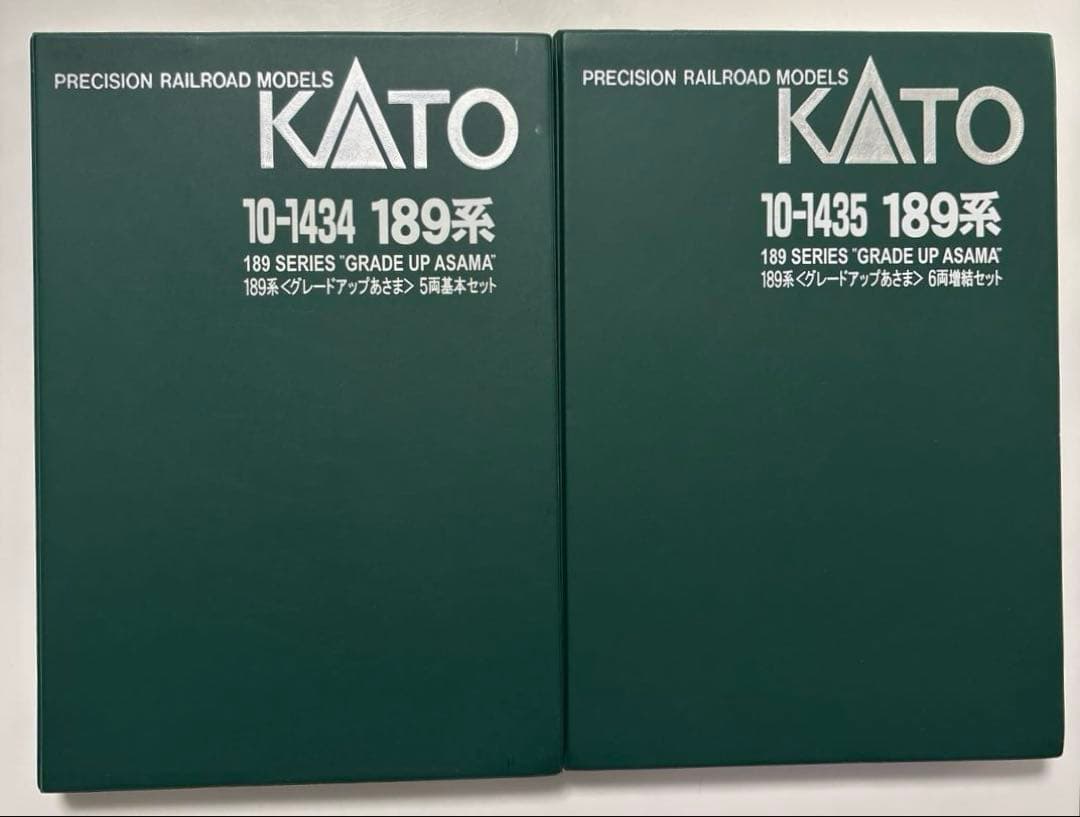 PRECISION RAILROAD MODELS
KATO
10-1434 189系
189 SERIES "GRADE UP ASAMA"
189系<グレードアップあさま> 5両基本セット
PRECISION RAILROAD MODELS
KATO
10-1435 189系
189 SERIES "GRADE UP ASAMA"
189系<グレードアップあさま> 6両増結セット